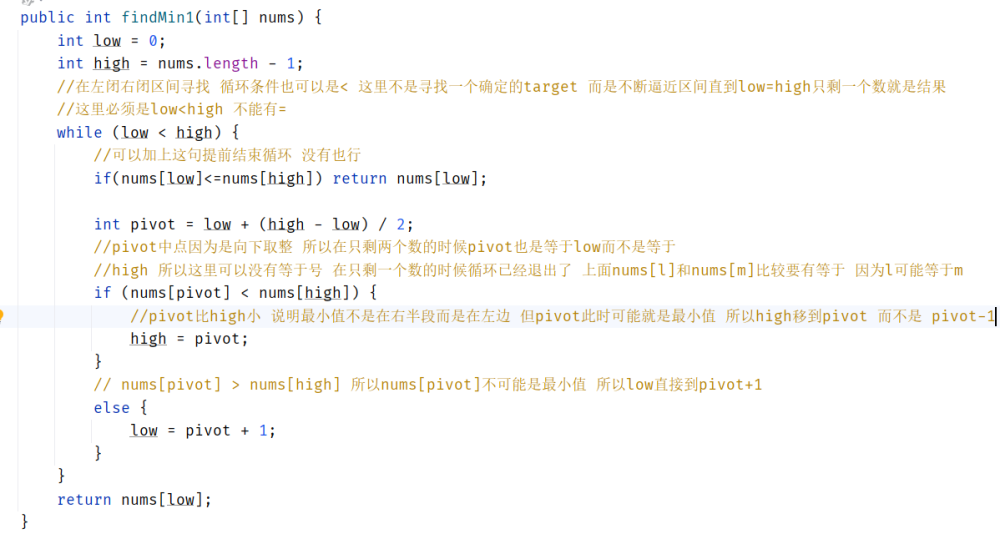 public int findMin1(int[] nums) {
int low = 0;
int high = nums.length - 1;
//在左闭右闭区间寻找 循环条件也可以是< 这里不是寻找一个确定的target 而是不断逼近区间直到low=high只剩一个数就是结果
//这里必须是low<high 不能有=
while (low < high) {
//可以加上这句提前结束循环 没有也行
if(nums[low]<=nums[high]) return nums[low];
int pivot = low + (high - low) / 2;
//pivot中点因为是向下取整 所以在只剩两个数的时候pivot也是等于low而不是等于
//high 所以这里可以没有等于号 在只剩一个数的时候循环已经退出了 上面nums[l]和nums[m]比较要有等于 因为l可能等于m
if (nums[pivot] < nums[high]) {
//pivot比high小 说明最小值不是在右半段而是在左边 但pivot此时可能就是最小值 所以high移到pivot 而不是 pivot-1
high = pivot;
}
// nums[pivot] > nums[high] 所以nums[pivot]不可能是最小值 所以low直接到pivot+1
else {
low = pivot + 1;
}
}
return nums[low];
}